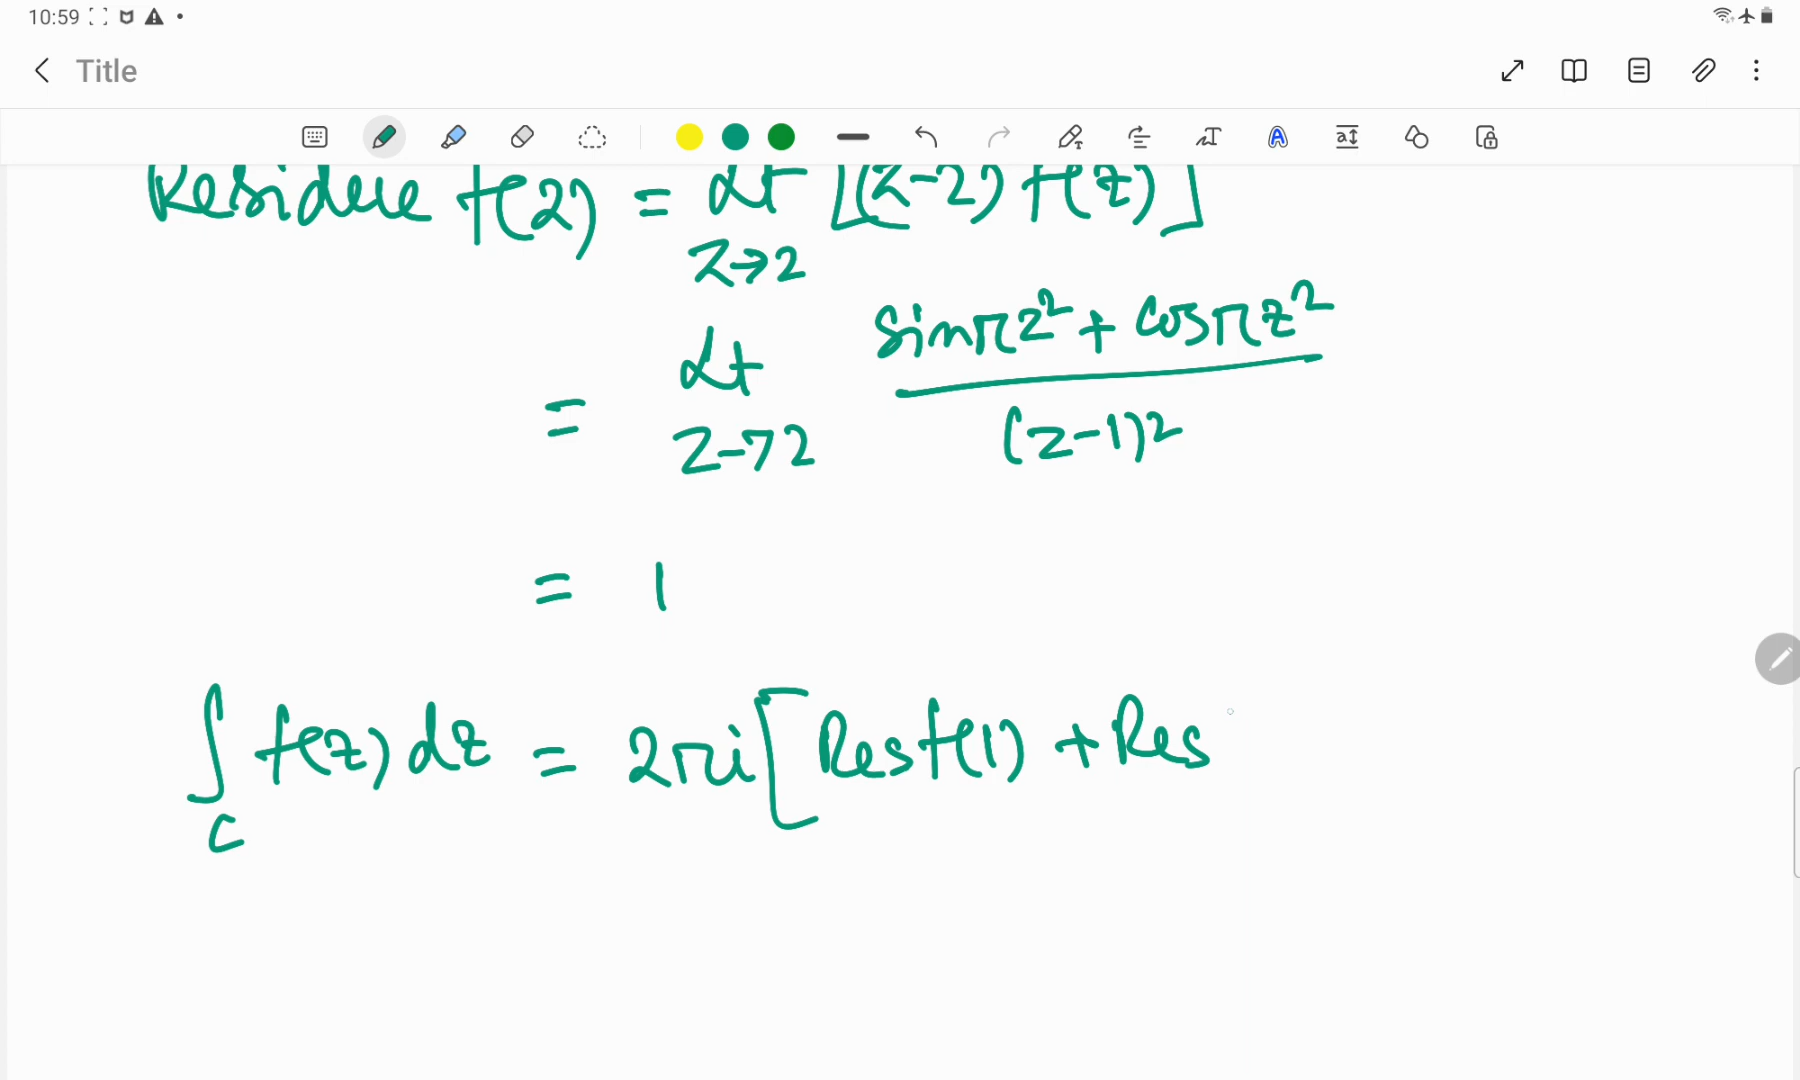 10:59
Title
Residue f(2) = Lt [(z-2) f(z)]
z→2
= Lt sinπz² + cosπz²
z→2 (z-1)²
= 1
∫ f(z) dz = 2πi [ Res f(1) + Res
C